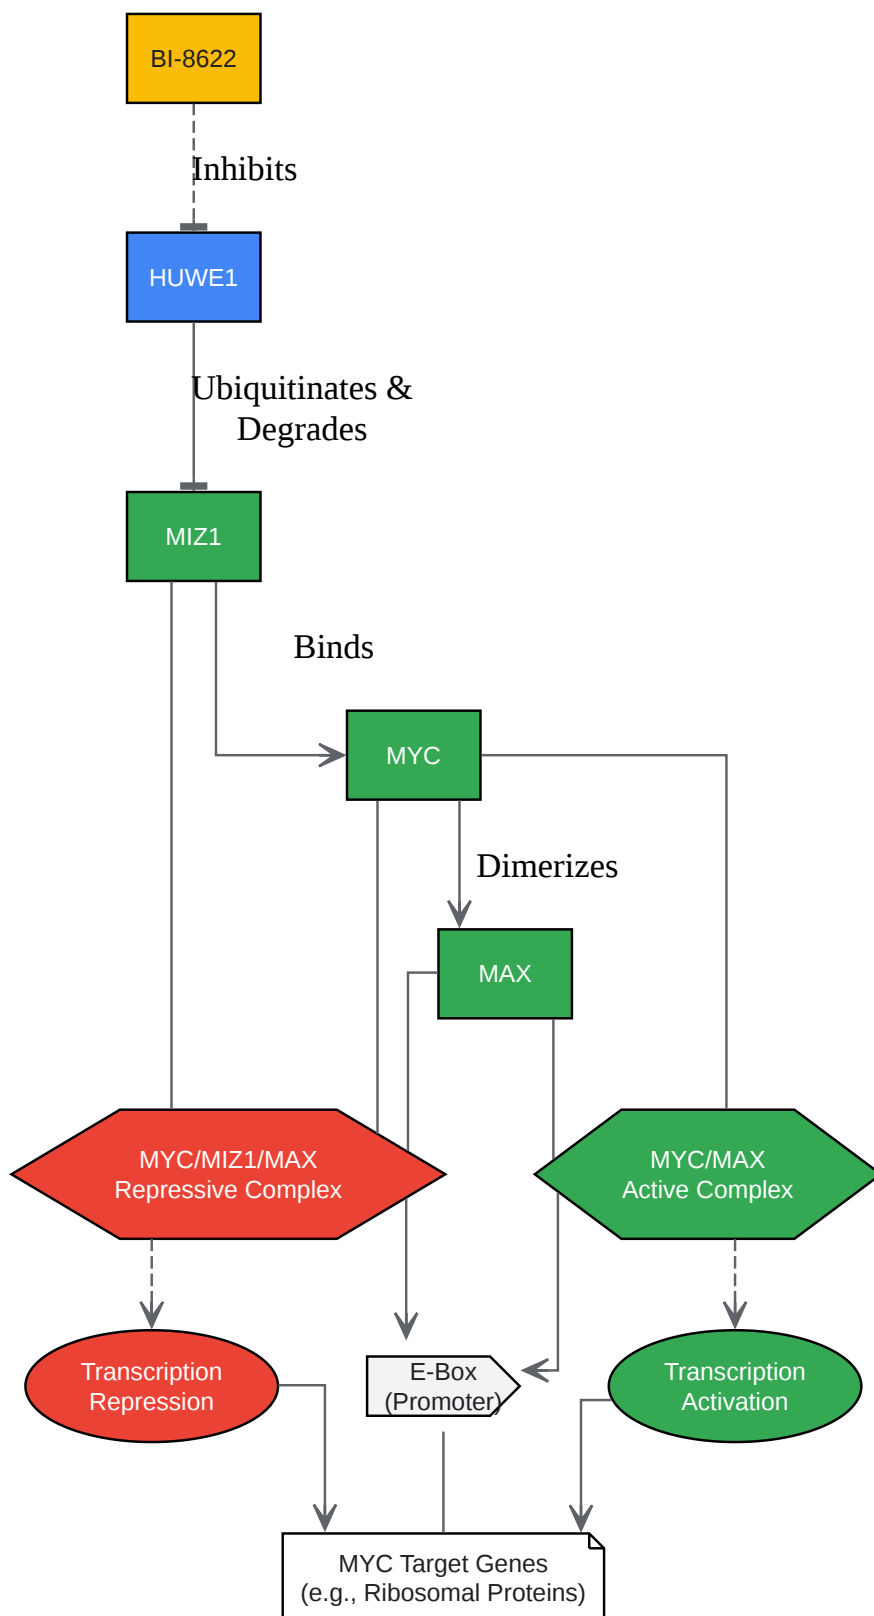 BI-8622
Inhibits
HUWE1
Ubiquitinates &
Degrades
MIZ1
Binds
MYC
Dimerizes
MAX
MYC/MIZ1/MAX
Repressive Complex
MYC/MAX
Active Complex
Transcription
Repression
E-Box
(Promoter)
Transcription
Activation
MYC Target Genes
(e.g., Ribosomal Proteins)